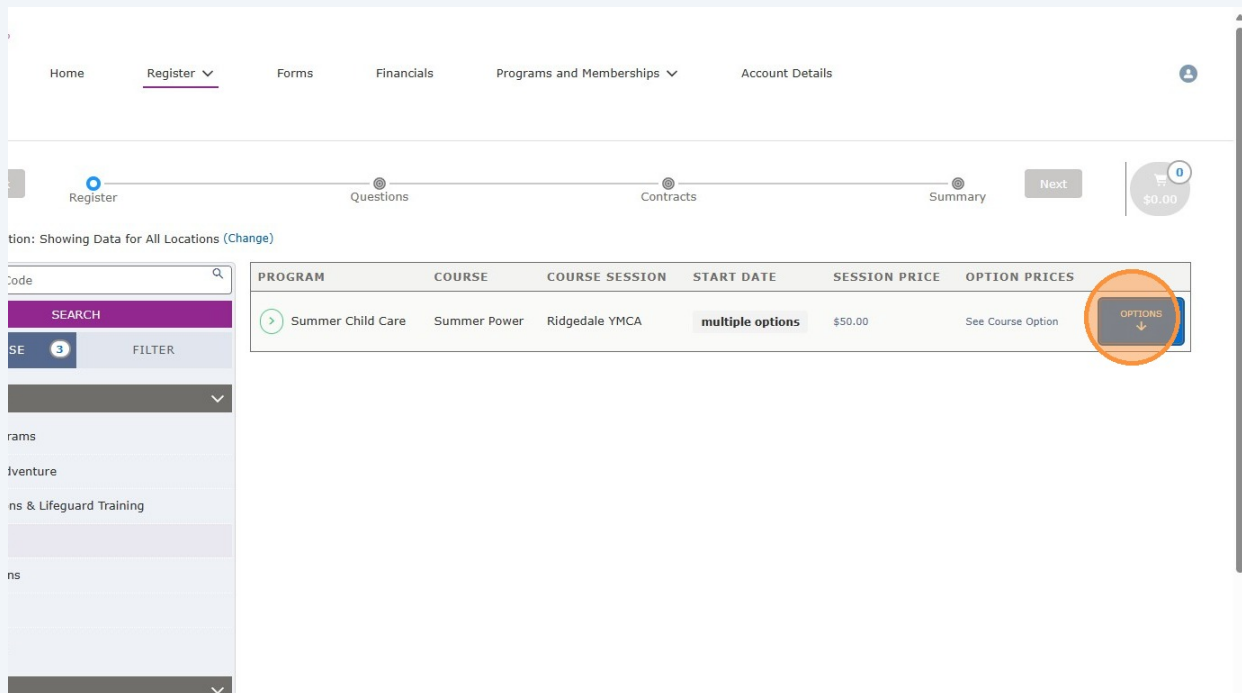 Home Register Forms Financials Programs and Memberships Account Details
Register Questions Contracts Summary Next 0
$0.00
tion: Showing Data for All Locations (Change)
Code
SEARCH
SE 3 FILTER
rams
dventure
ns & Lifeguard Training
ns
PROGRAM COURSE COURSE SESSION START DATE SESSION PRICE OPTION PRICES
Summer Child Care Summer Power Ridgedale YMCA multiple options $50.00 See Course Option OPTIONS